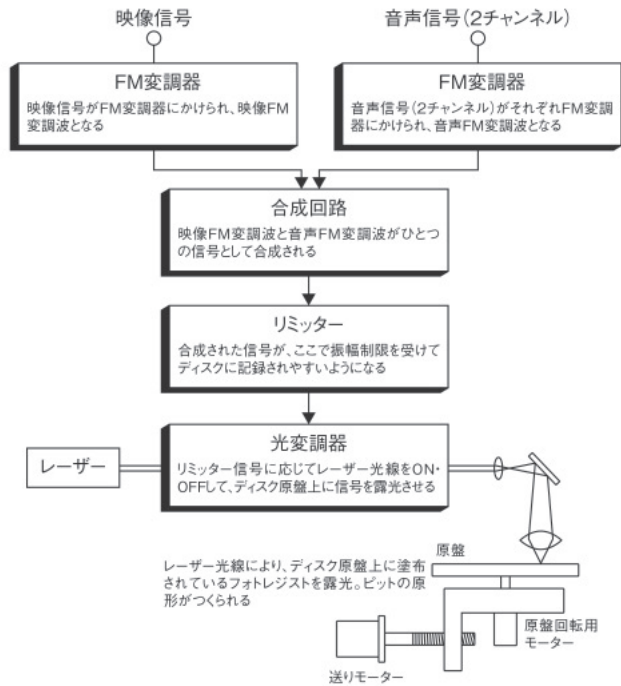 映像信号
音声信号（2チャンネル）
FM変調器
映像信号がFM変調器にかけられ、映像FM
変調波となる
FM変調器
音声信号（2チャンネル）がそれぞれFM変調
器にかけられ、音声FM変調波となる
合成回路
映像FM変調波と音声FM変調波がひとつ
の信号として合成される
リミッター
合成された信号が、ここで振幅制限を受けて
ディスクに記録されやすいようになる
光変調器
リミッター信号に応じてレーザー光線をON・
OFFして、ディスク原盤上に信号を露光させる
レーザー
原盤
レーザー光線により、ディスク原盤上に塗布
されているフォトレジストを露光。ピットの原
形がつくられる
原盤回転用
モーター
送りモーター